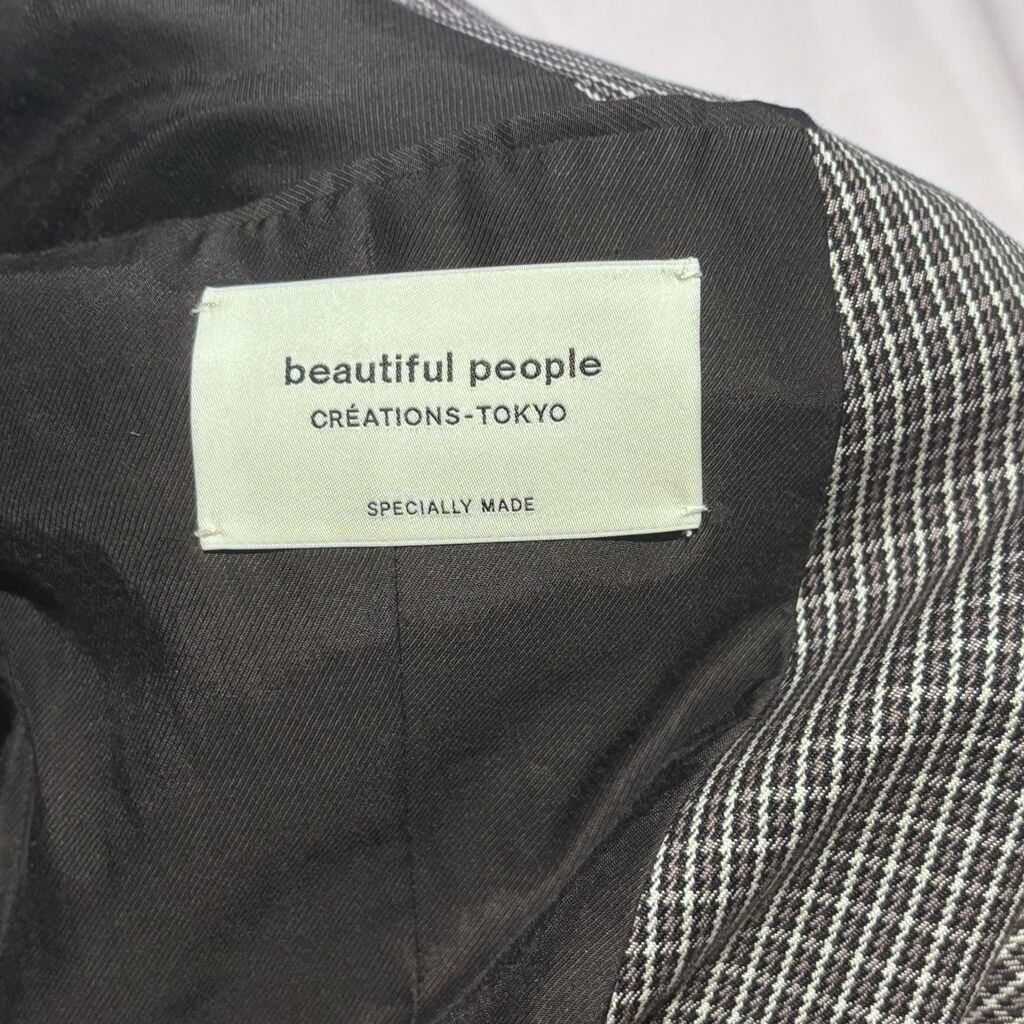 beautiful people
CRÉATIONS-TOKYO
SPECIALLY MADE